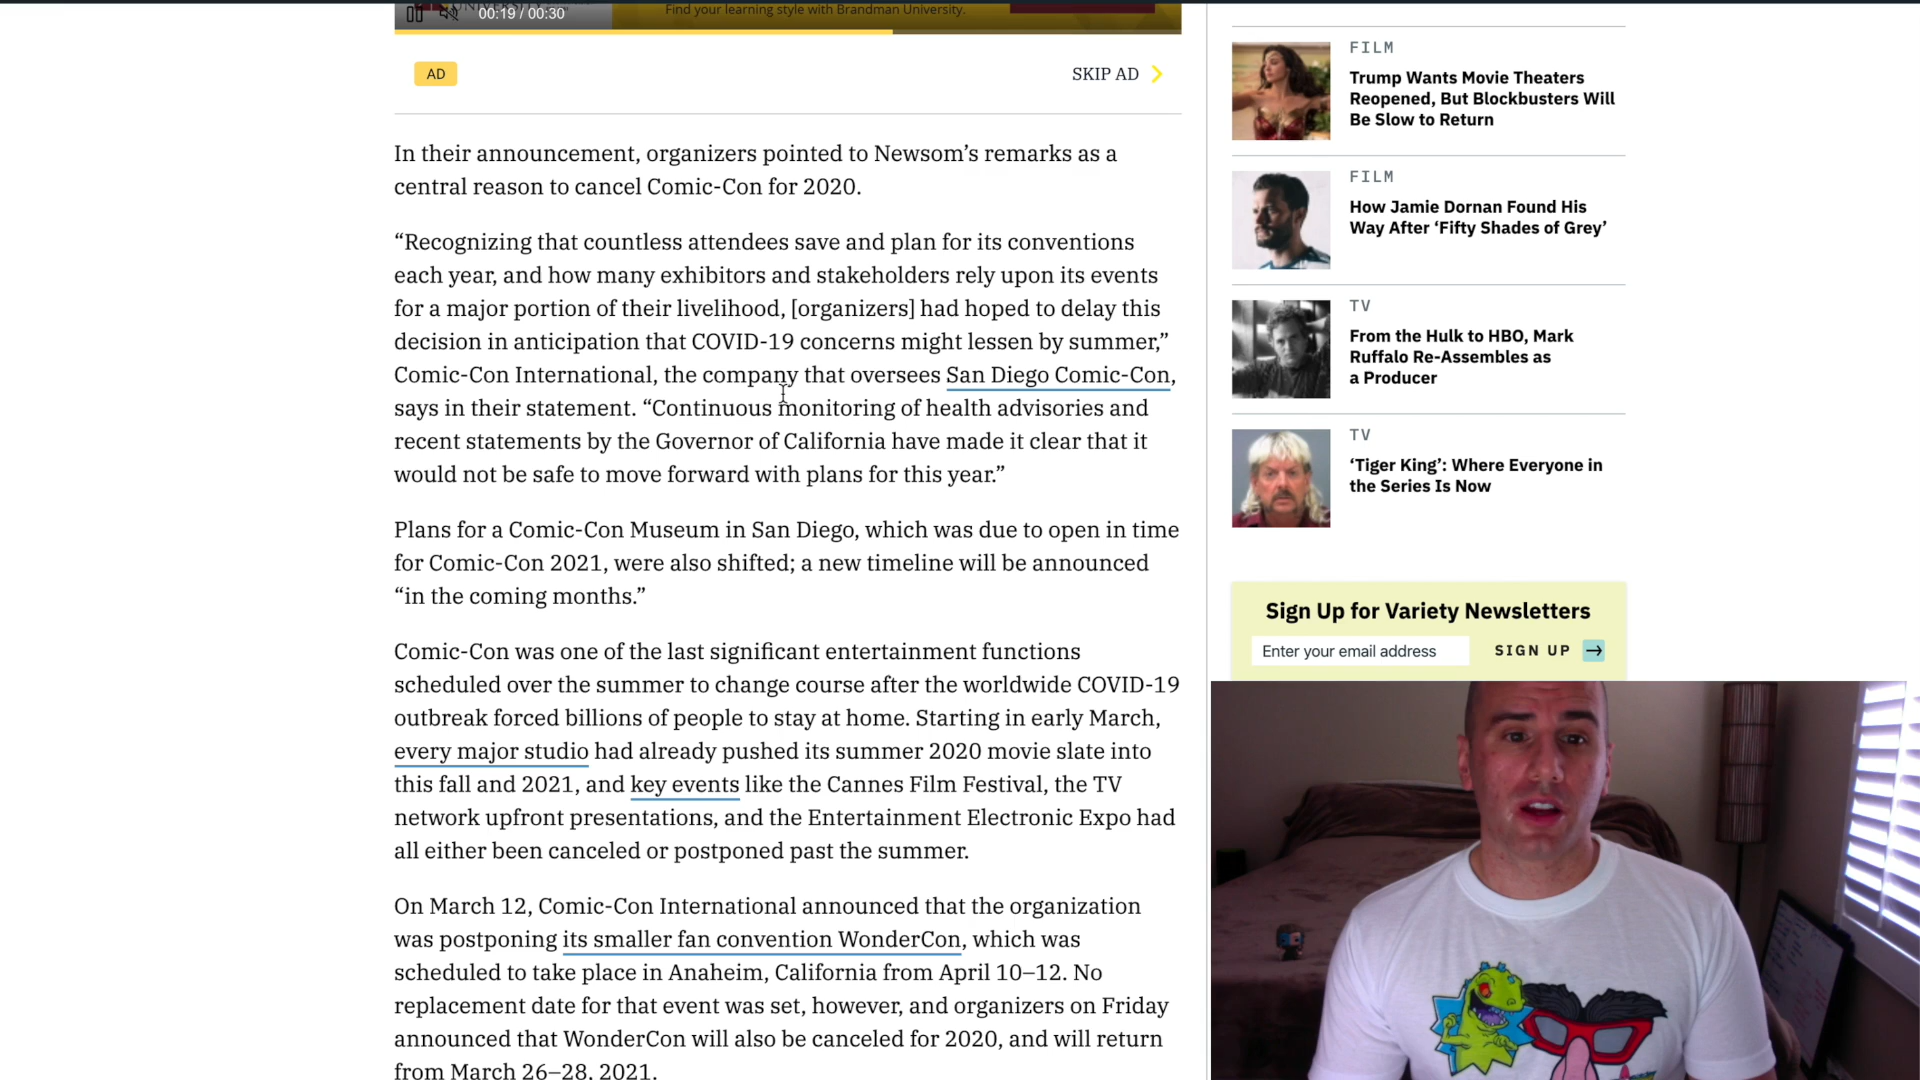 00:19 / 00:30
Find your learning style with Brandman University.
AD
SKIP AD
In their announcement, organizers pointed to Newsom’s remarks as a
central reason to cancel Comic-Con for 2020.
“Recognizing that countless attendees save and plan for its conventions
each year, and how many exhibitors and stakeholders rely upon its events
for a major portion of their livelihood, [organizers] had hoped to delay this
decision in anticipation that COVID-19 concerns might lessen by summer,”
Comic-Con International, the company that oversees San Diego Comic-Con,
says in their statement. “Continuous monitoring of health advisories and
recent statements by the Governor of California have made it clear that it
would not be safe to move forward with plans for this year.”
Plans for a Comic-Con Museum in San Diego, which was due to open in time
for Comic-Con 2021, were also shifted; a new timeline will be announced
“in the coming months.”
Comic-Con was one of the last significant entertainment functions
scheduled over the summer to change course after the worldwide COVID-19
outbreak forced billions of people to stay at home. Starting in early March,
every major studio had already pushed its summer 2020 movie slate into
this fall and 2021, and key events like the Cannes Film Festival, the TV
network upfront presentations, and the Entertainment Electronic Expo had
all either been canceled or postponed past the summer.
On March 12, Comic-Con International announced that the organization
was postponing its smaller fan convention WonderCon, which was
scheduled to take place in Anaheim, California from April 10–12. No
replacement date for that event was set, however, and organizers on Friday
announced that WonderCon will also be canceled for 2020, and will return
from March 26–28, 2021.
FILM
Trump Wants Movie Theaters
Reopened, But Blockbusters Will
Be Slow to Return
FILM
How Jamie Dornan Found His
Way After ‘Fifty Shades of Grey’
TV
From the Hulk to HBO, Mark
Ruffalo Re-Assembles as
a Producer
TV
‘Tiger King’: Where Everyone in
the Series Is Now
Sign Up for Variety Newsletters
Enter your email address
SIGN UP